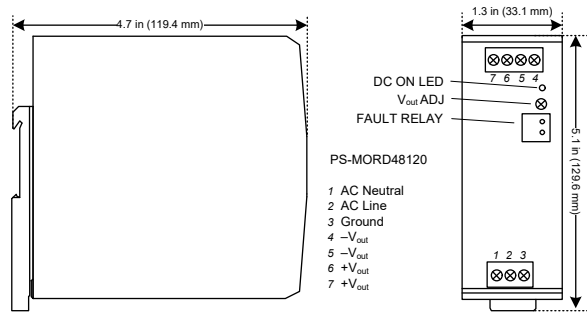 4.7 in (119.4 mm)
1.3 in (33.1 mm)
7 6 5 4
DC ON LED
Vout ADJ
FAULT RELAY
5.1 in (129.6 mm)
PS-MORD48120
1 AC Neutral
2 AC Line
3 Ground
4 –Vout
5 –Vout
6 +Vout
7 +Vout
1 2 3